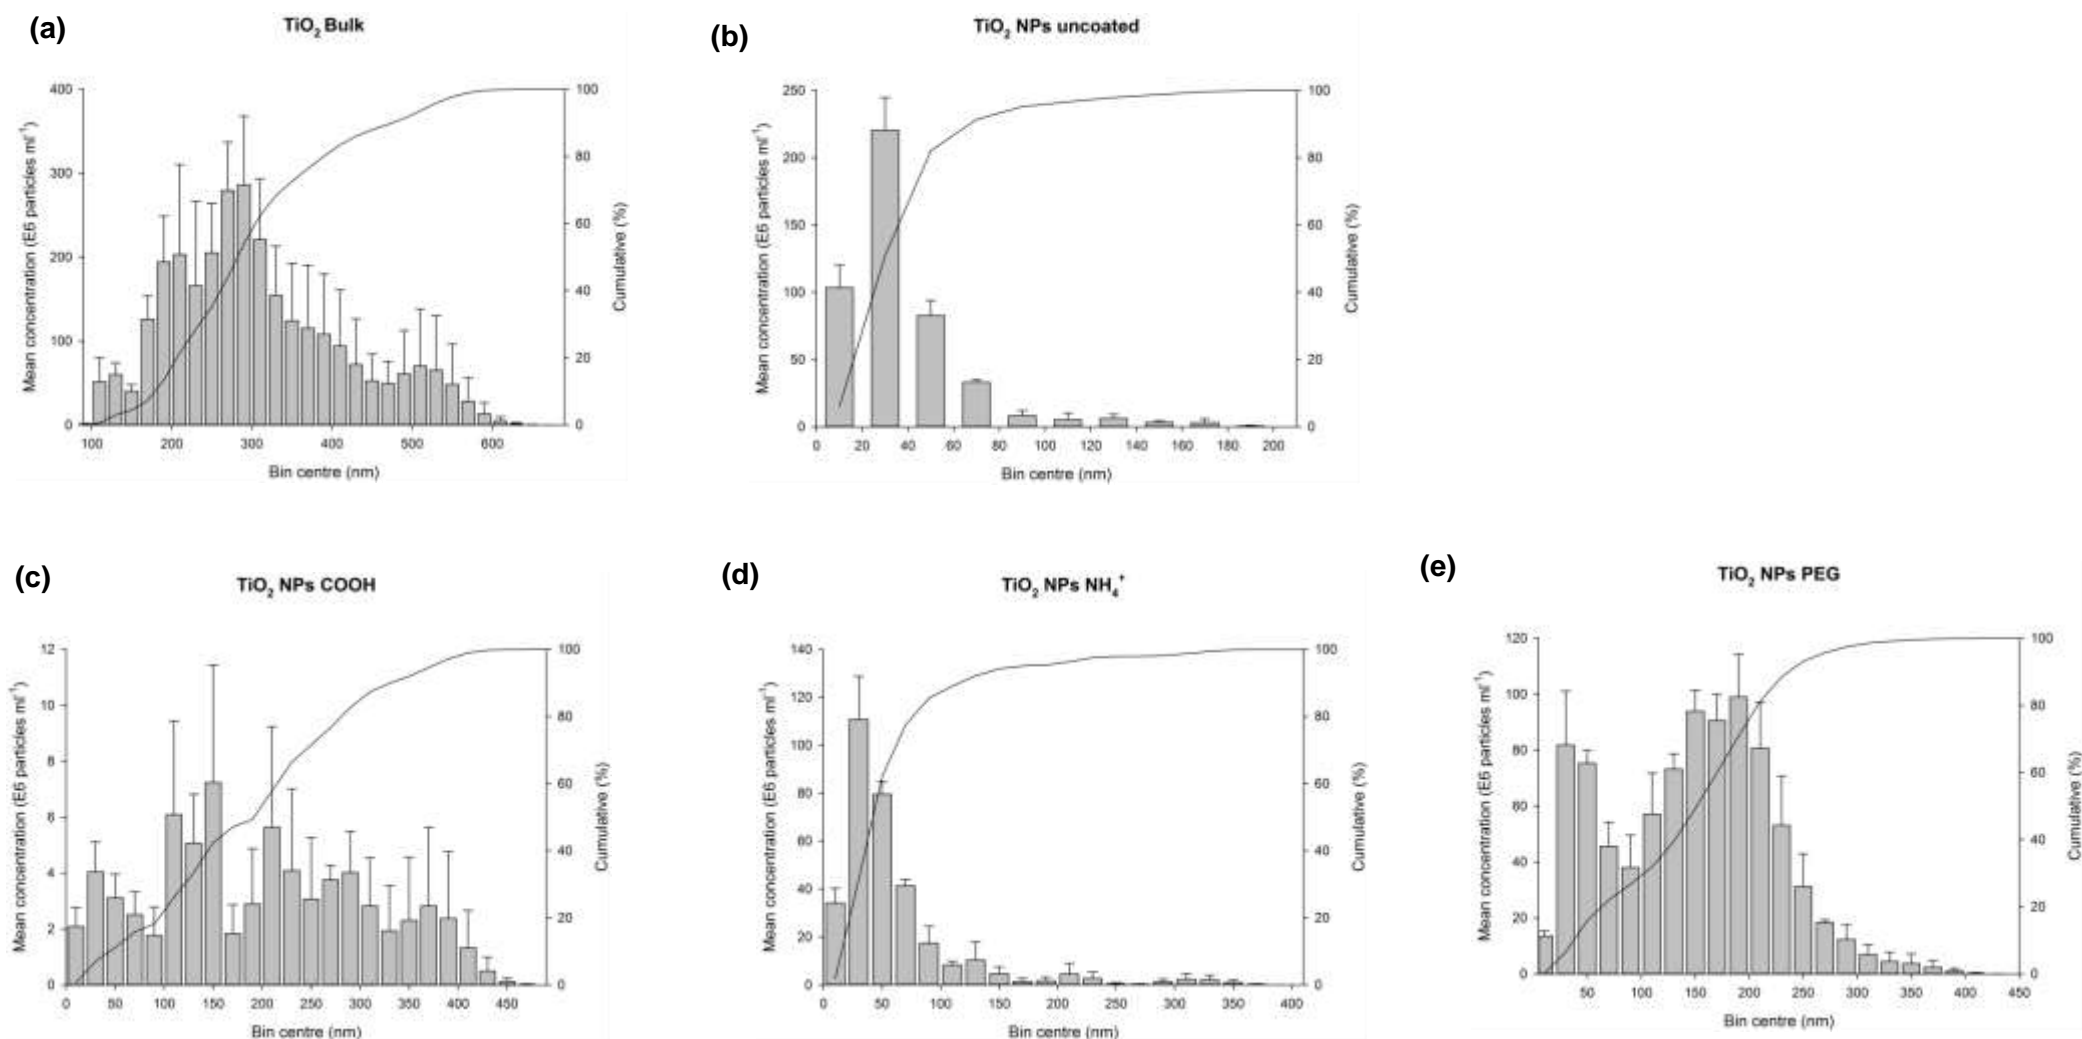 (a)
TiO2 Bulk
400
300
200
100
0
100
80
60
40
20
0
100 200 300 400 500 600
Mean concentration (E6 particles ml-1)
Cumulative (%)
Bin centre (nm)
(b)
TiO2 NPs uncoated
250
200
150
100
50
0
100
80
60
40
20
0
0 20 40 60 80 100 120 140 160 180 200
Mean concentration (E6 particles ml-1)
Cumulative (%)
Bin centre (nm)
(c)
TiO2 NPs COOH
12
10
8
6
4
2
0
100
80
60
40
20
0
0 50 100 150 200 250 300 350 400 450
Mean concentration (E6 particles ml-1)
Cumulative (%)
Bin centre (nm)
(d)
TiO2 NPs NH4+
140
120
100
80
60
40
20
0
100
80
60
40
20
0
0 50 100 150 200 250 300 350 400
Mean concentration (E6 particles ml-1)
Cumulative (%)
Bin centre (nm)
(e)
TiO2 NPs PEG
120
100
80
60
40
20
0
100
80
60
40
20
0
50 100 150 200 250 300 350 400 450
Mean concentration (E6 particles ml-1)
Cumulative (%)
Bin centre (nm)